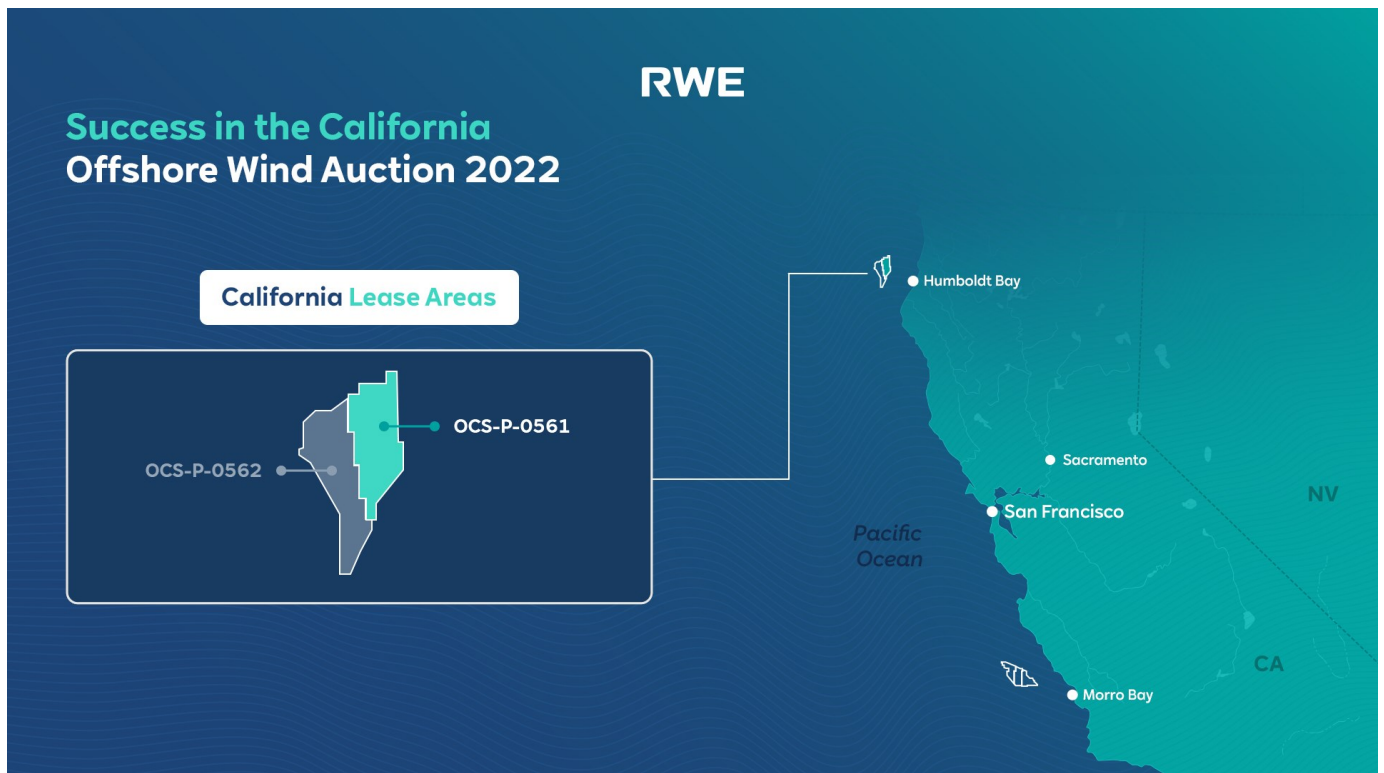 RWE
Success in the California
Offshore Wind Auction 2022
California Lease Areas
OCS-P-0561
OCS-P-0562
Humboldt Bay
Sacramento
NV
San Francisco
Pacific
Ocean
CA
Morro Bay